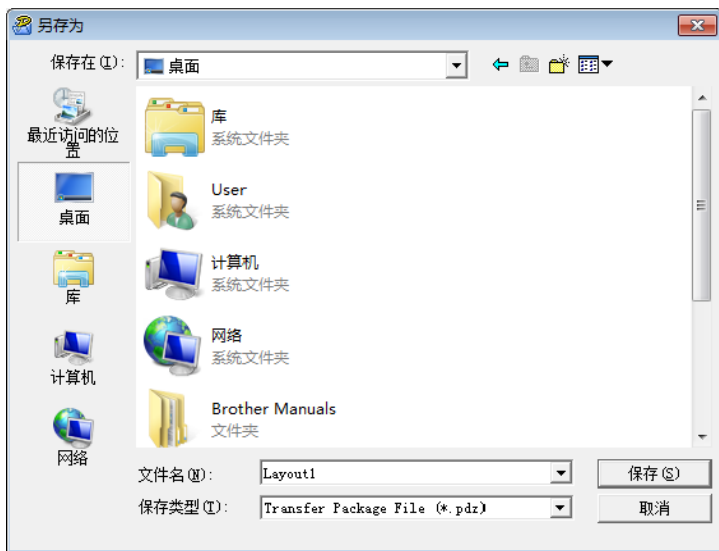 另存为
保存在(I):
桌面
最近访问的位
置
桌面
库
计算机
网络
库
系统文件夹
User
系统文件夹
计算机
系统文件夹
网络
系统文件夹
Brother Manuals
文件夹
文件名(N):
Layout1
保存(S)
保存类型(T):
Transfer Package File (*.pdz)
取消